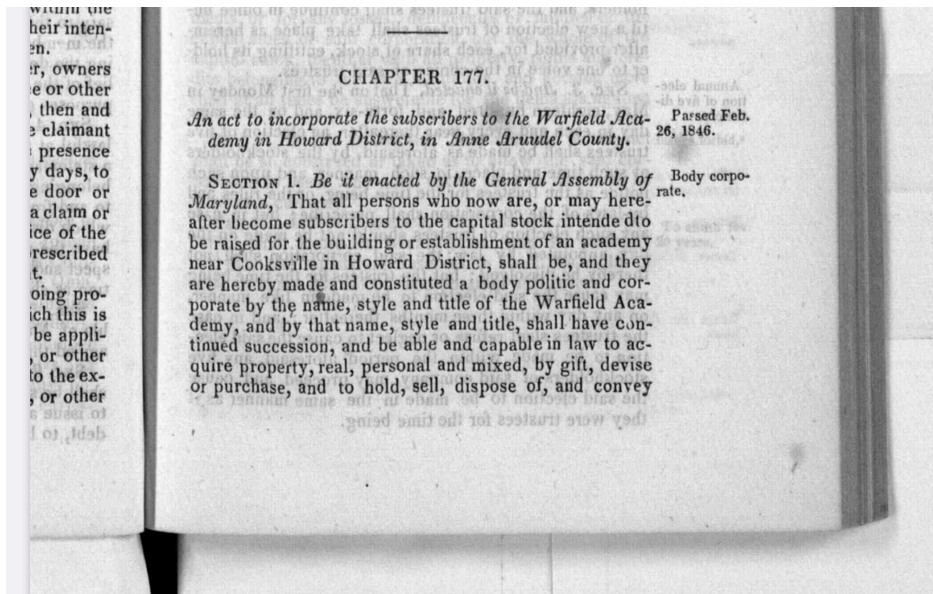 within the
heir inten-
en.
er, owners
e or other
, then and
e claimant
presence
y days, to
e door or
a claim or
ice of the
rescribed
t.
oing pro-
ich this is
be appli-
, or other
to the ex-
, or other
CHAPTER 177.
An act to incorporate the subscribers to the Warfield Aca-
demy in Howard District, in Anne Aruudel County.
Passed Feb.
26, 1846.
SECTION 1. Be it enacted by the General Assembly of
Maryland, That all persons who now are, or may here-
after become subscribers to the capital stock intende dto
be raised for the building or establishment of an academy
near Cooksville in Howard District, shall be, and they
are hereby made and constituted a body politic and cor-
porate by the name, style and title of the Warfield Aca-
demy, and by that name, style and title, shall have con-
tinued succession, and be able and capable in law to ac-
quire property, real, personal and mixed, by gift, devise
or purchase, and to hold, sell, dispose of, and convey
Body corpo-
rate.